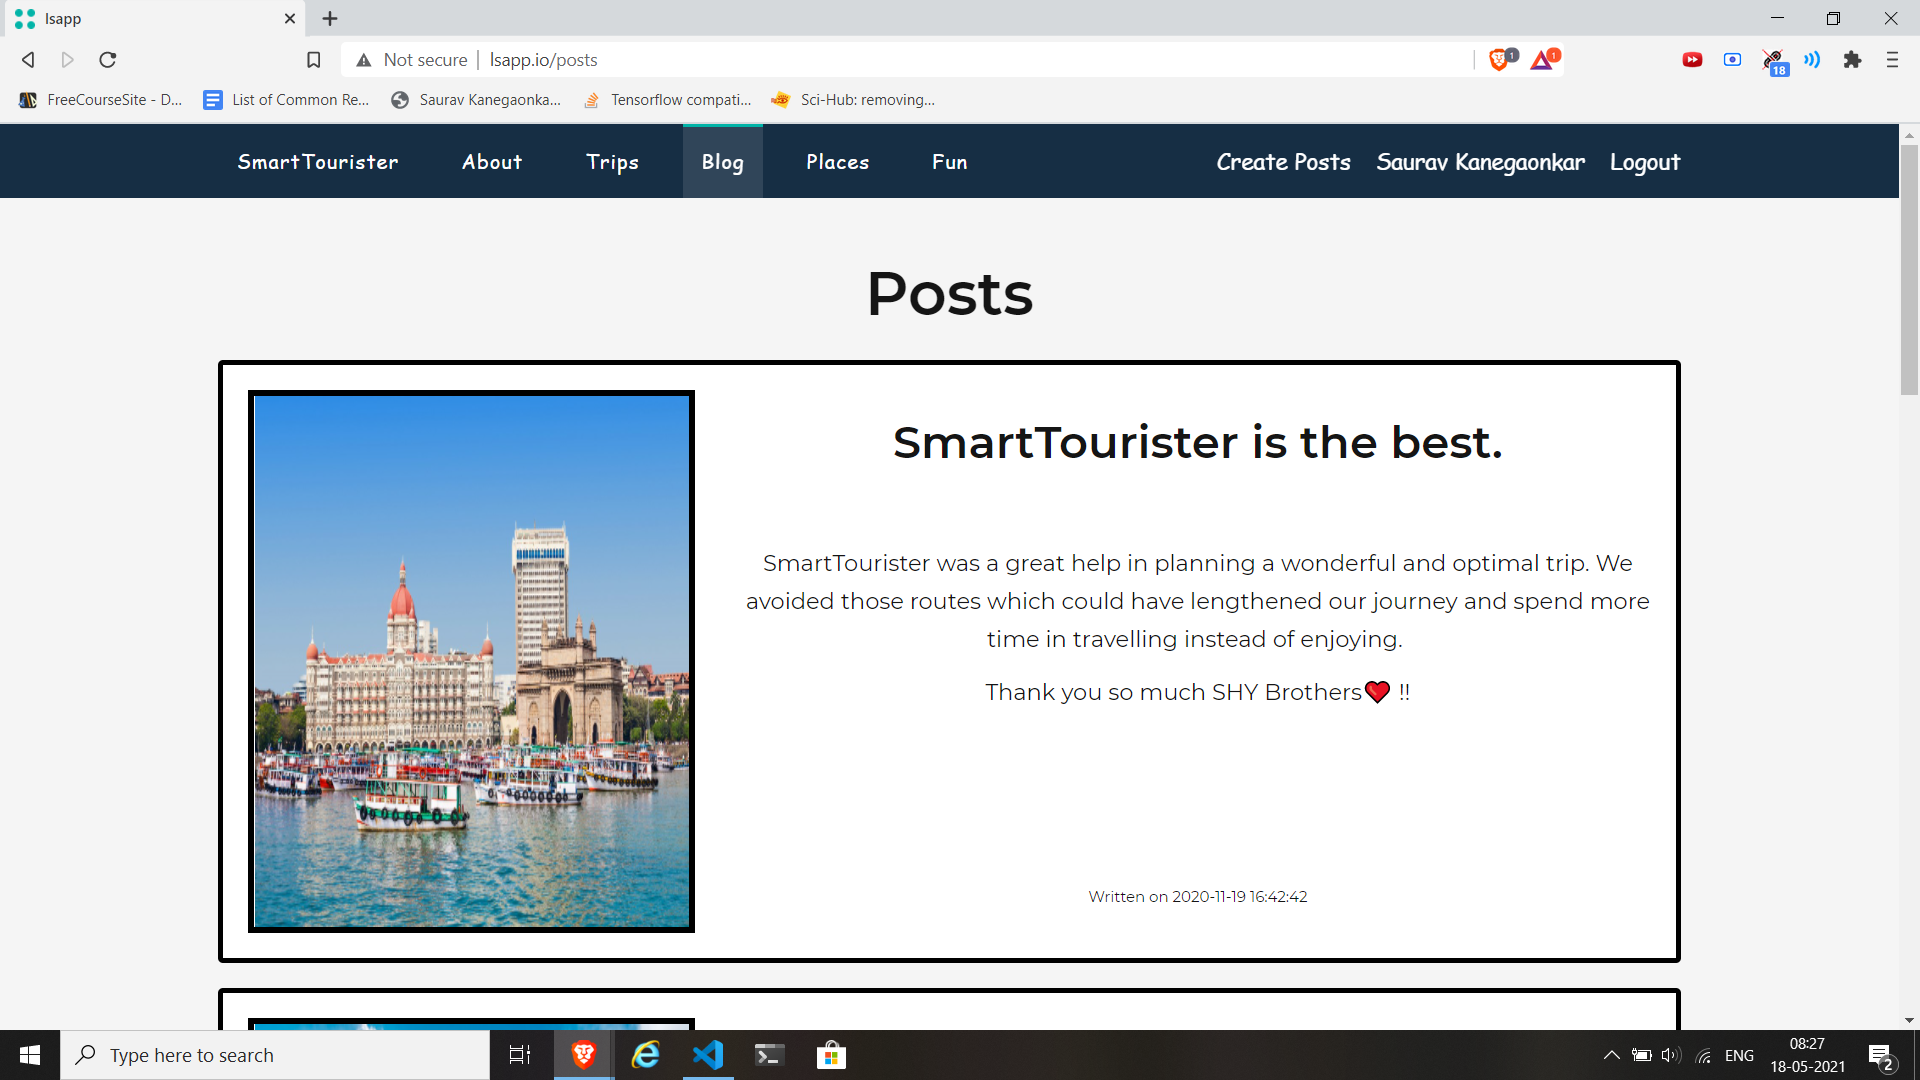 lsapp
Not secure lsapp.io/posts 1 1 18
FreeCourseSite - D... List of Common Re... Saurav Kanegaonka... Tensorflow compati... Sci-Hub: removing...
SmartTourister About Trips Blog Places Fun Create Posts Saurav Kanegaonkar Logout
Posts
SmartTourister is the best.
SmartTourister was a great help in planning a wonderful and optimal trip. We
avoided those routes which could have lengthened our journey and spend more
time in travelling instead of enjoying.
Thank you so much SHY Brothers❤️ !!
Written on 2020-11-19 16:42:42
Type here to search ENG 08:27
18-05-2021 2